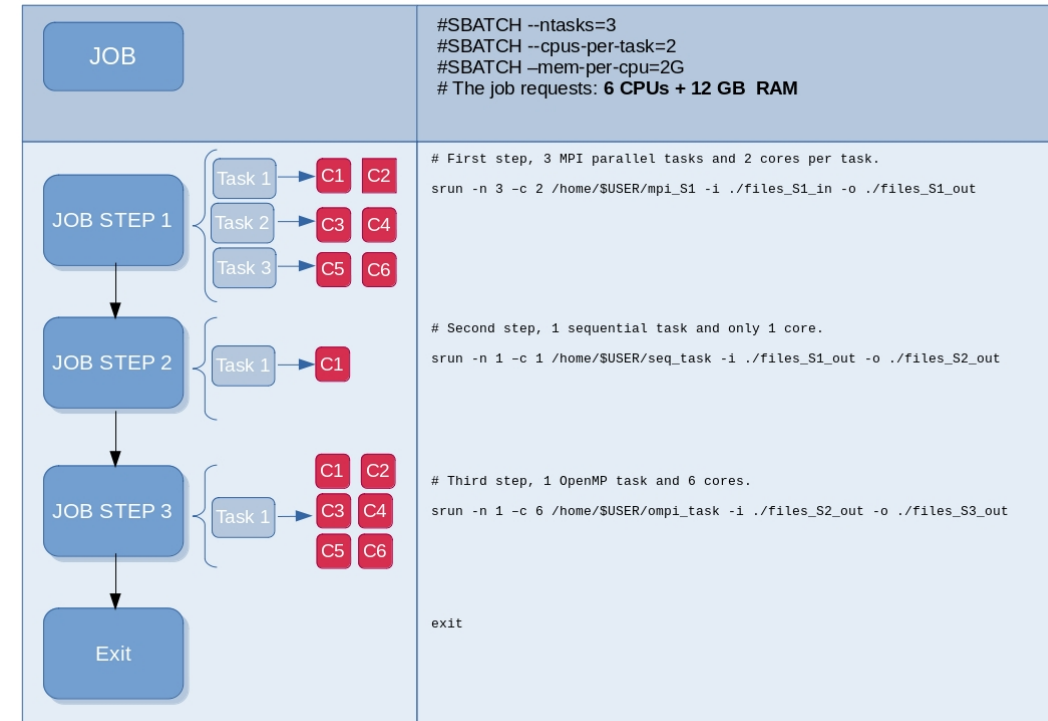 JOB
#SBATCH --ntasks=3
#SBATCH --cpus-per-task=2
#SBATCH –mem-per-cpu=2G
# The job requests: 6 CPUs + 12 GB RAM
JOB STEP 1
Task 1
C1
C2
Task 2
C3
C4
Task 3
C5
C6
# First step, 3 MPI parallel tasks and 2 cores per task.
srun -n 3 –c 2 /home/$USER/mpi_S1 -i ./files_S1_in -o ./files_S1_out
JOB STEP 2
Task 1
C1
# Second step, 1 sequential task and only 1 core.
srun -n 1 –c 1 /home/$USER/seq_task -i ./files_S1_out -o ./files_S2_out
JOB STEP 3
Task 1
C1
C2
C3
C4
C5
C6
# Third step, 1 OpenMP task and 6 cores.
srun -n 1 –c 6 /home/$USER/ompi_task -i ./files_S2_out -o ./files_S3_out
Exit
exit